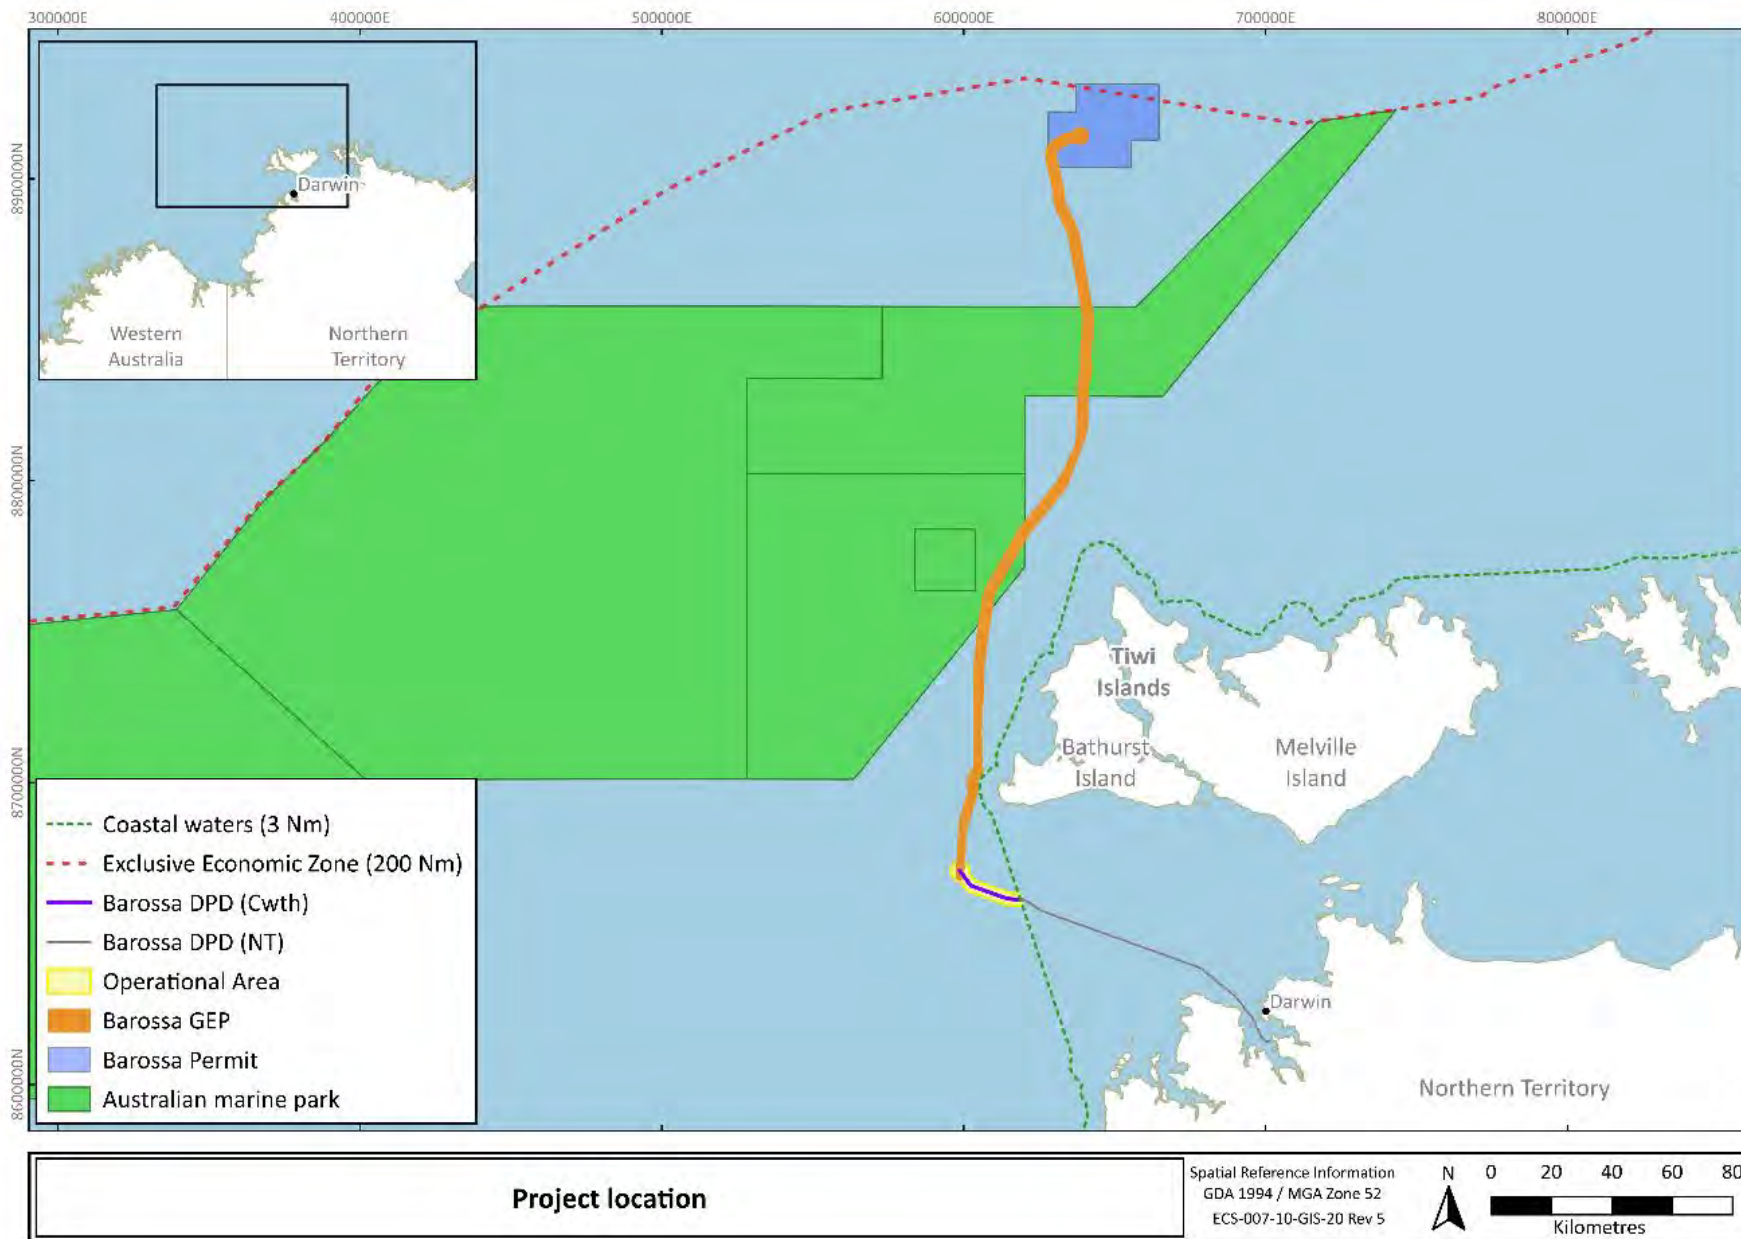 300000E 400000E 500000E 600000E 700000E 800000E
8900000N
8800000N
8700000N
8600000N
Darwin
Western
Australia
Northern
Territory
Tiwi
Islands
Bathurst
Island
Melville
Island
Darwin
Northern Territory
Coastal waters (3 Nm)
Exclusive Economic Zone (200 Nm)
Barossa DPD (Cwth)
Barossa DPD (NT)
Operational Area
Barossa GEP
Barossa Permit
Australian marine park
Project location
Spatial Reference Information
GDA 1994 / MGA Zone 52
ECS-007-10-GIS-20 Rev 5
N
0 20 40 60 80
Kilometres